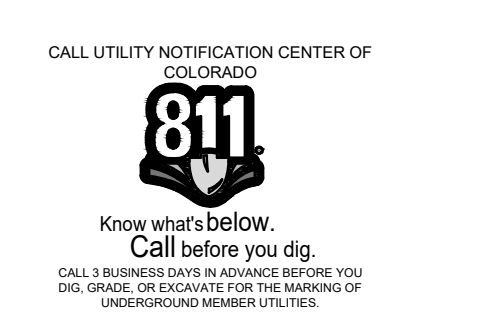 CALL UTILITY NOTIFICATION CENTER OF
COLORADO
811
Know what's below.
Call before you dig.
CALL 3 BUSINESS DAYS IN ADVANCE BEFORE YOU
DIG, GRADE, OR EXCAVATE FOR THE MARKING OF
UNDERGROUND MEMBER UTILITIES.